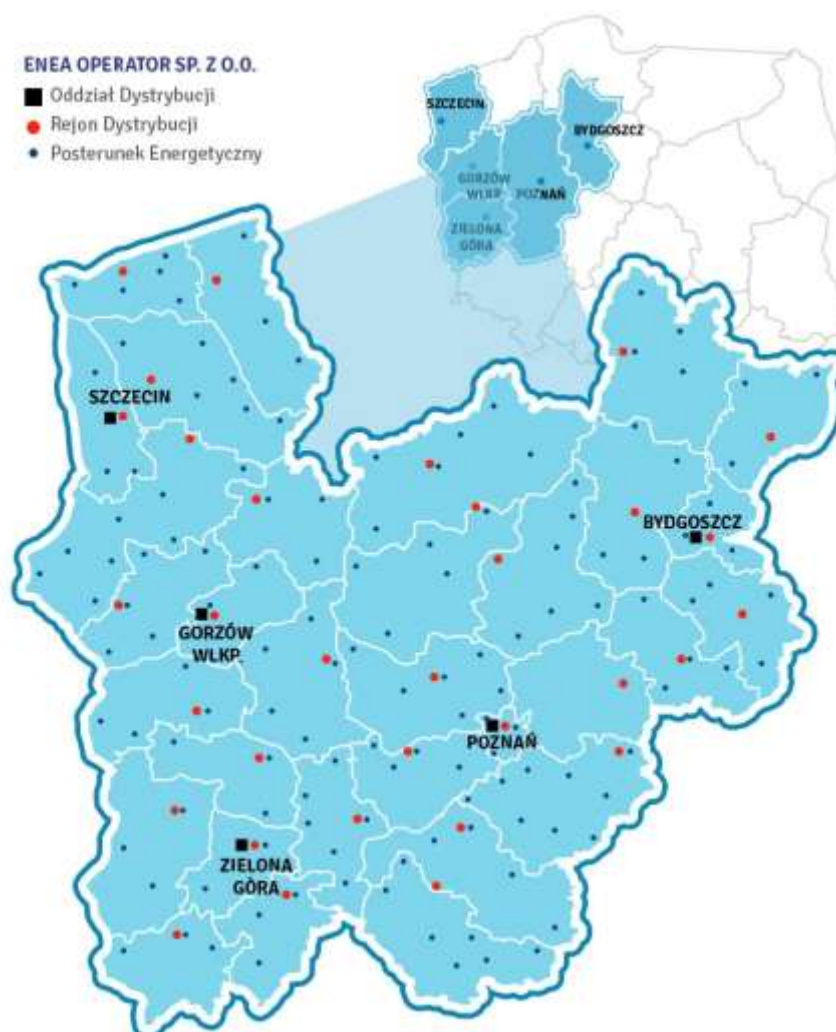 ENEA OPERATOR SP. Z O.O.
Oddział Dystrybucji
Rejon Dystrybucji
Posterunek Energetyczny
SZCZECIN
BYDGOSZCZ
GORZÓW
WLKP.
POZNAŃ
ZIELONA
GÓRA
SZCZECIN
BYDGOSZCZ
GORZÓW
WLKP.
POZNAŃ
ZIELONA
GÒRA